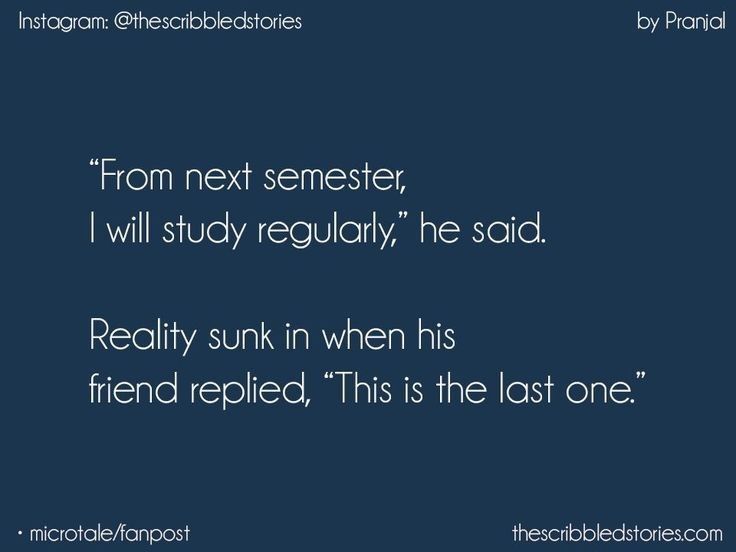 Instagram: @thescribbledstories
by Pranjal
“From next semester,
I will study regularly,” he said.
Reality sunk in when his
friend replied, “This is the last one.”
• microtale/fanpost
thescribbledstories.com